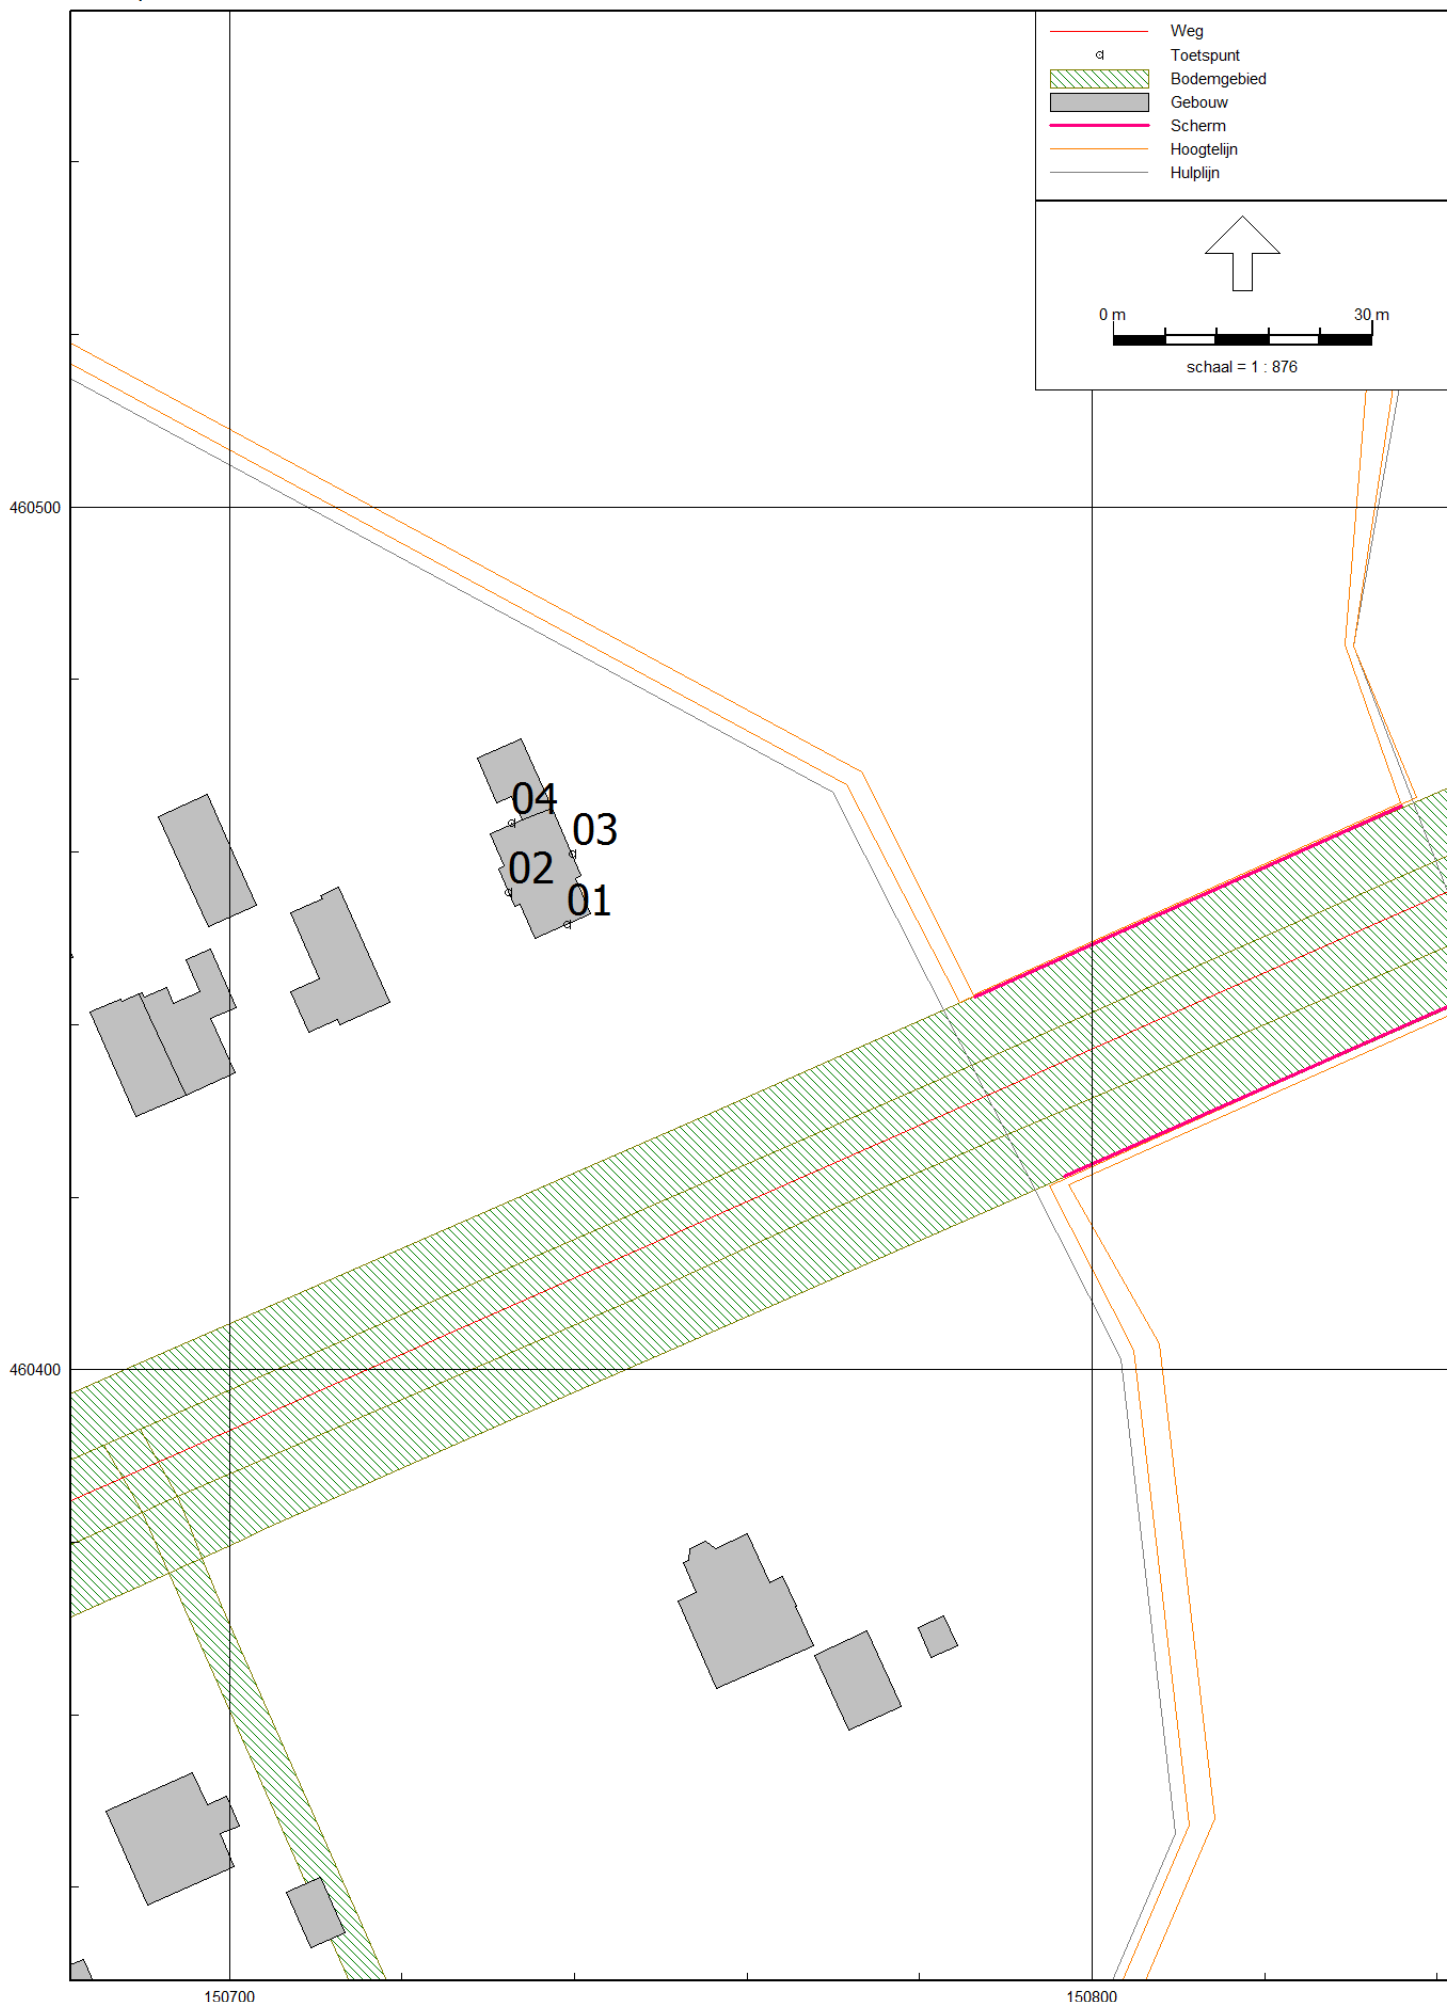 Weg
Toetspunt
Bodemgebied
Gebouw
Scherm
Hoogtelijn
Hulplijn
0 m 30 m
schaal = 1 : 876
460500
04
03
02
01
460400
150700 150800